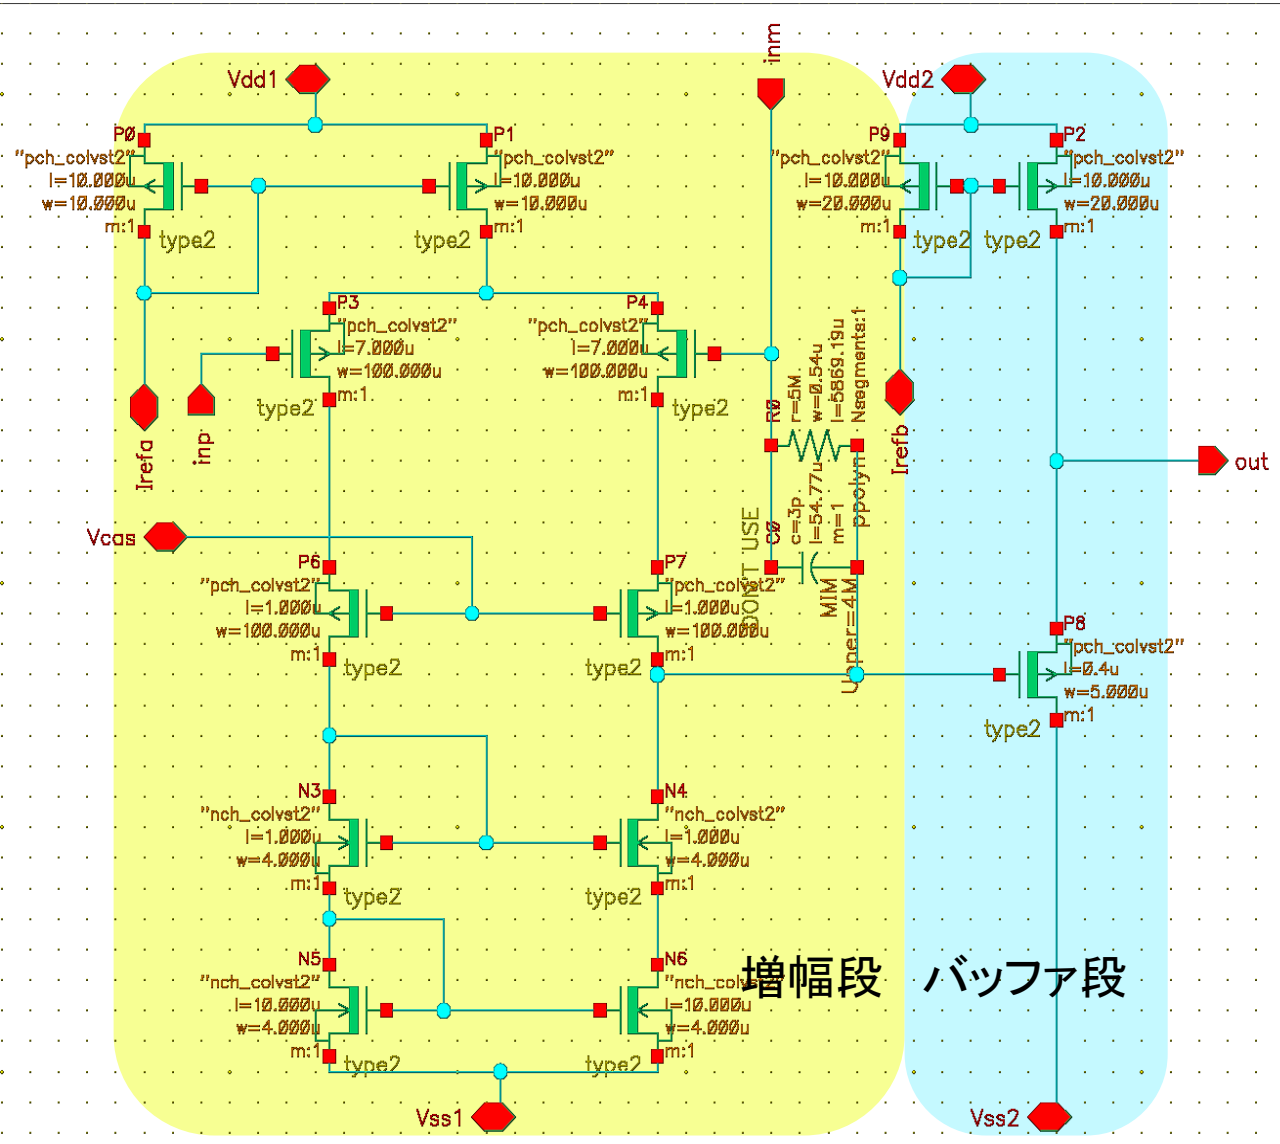 Vdd1
inm
Vdd2
P0
"pch_colvst2"
l=10.000u
w=10.000u
m:1
type2
P1
"pch_colvst2"
l=10.000u
w=10.000u
m:1
type2
P9
"pch_colvst2"
l=10.000u
w=20.000u
m:1
type2
P2
"pch_colvst2"
l=10.000u
w=20.000u
m:1
type2
P3
"pch_colvst2"
l=7.000u
w=100.000u
m:1
type2
P4
"pch_colvst2"
l=7.000u
w=100.000u
m:1
type2
Irefa
inp
R0
r=5M
w=0.54u
l=5869.19u
Nsegments:1
ppolyn
Irefb
out
Vcas
DON'T USE
C0
c=3p
l=54.77u
m=1
MIM
Upper=4M
P6
"pch_colvst2"
l=1.000u
w=100.000u
m:1
type2
P7
"pch_colvst2"
l=1.000u
w=100.000u
m:1
type2
P8
"pch_colvst2"
l=0.4u
w=5.000u
m:1
type2
N3
"nch_colvst2"
l=1.000u
w=4.000u
m:1
type2
N4
"nch_colvst2"
l=1.000u
w=4.000u
m:1
type2
N5
"nch_colvst2"
l=10.000u
w=4.000u
m:1
type2
N6
"nch_colvst2"
l=10.000u
w=4.000u
m:1
type2
増幅段 バッファ段
Vss1
Vss2